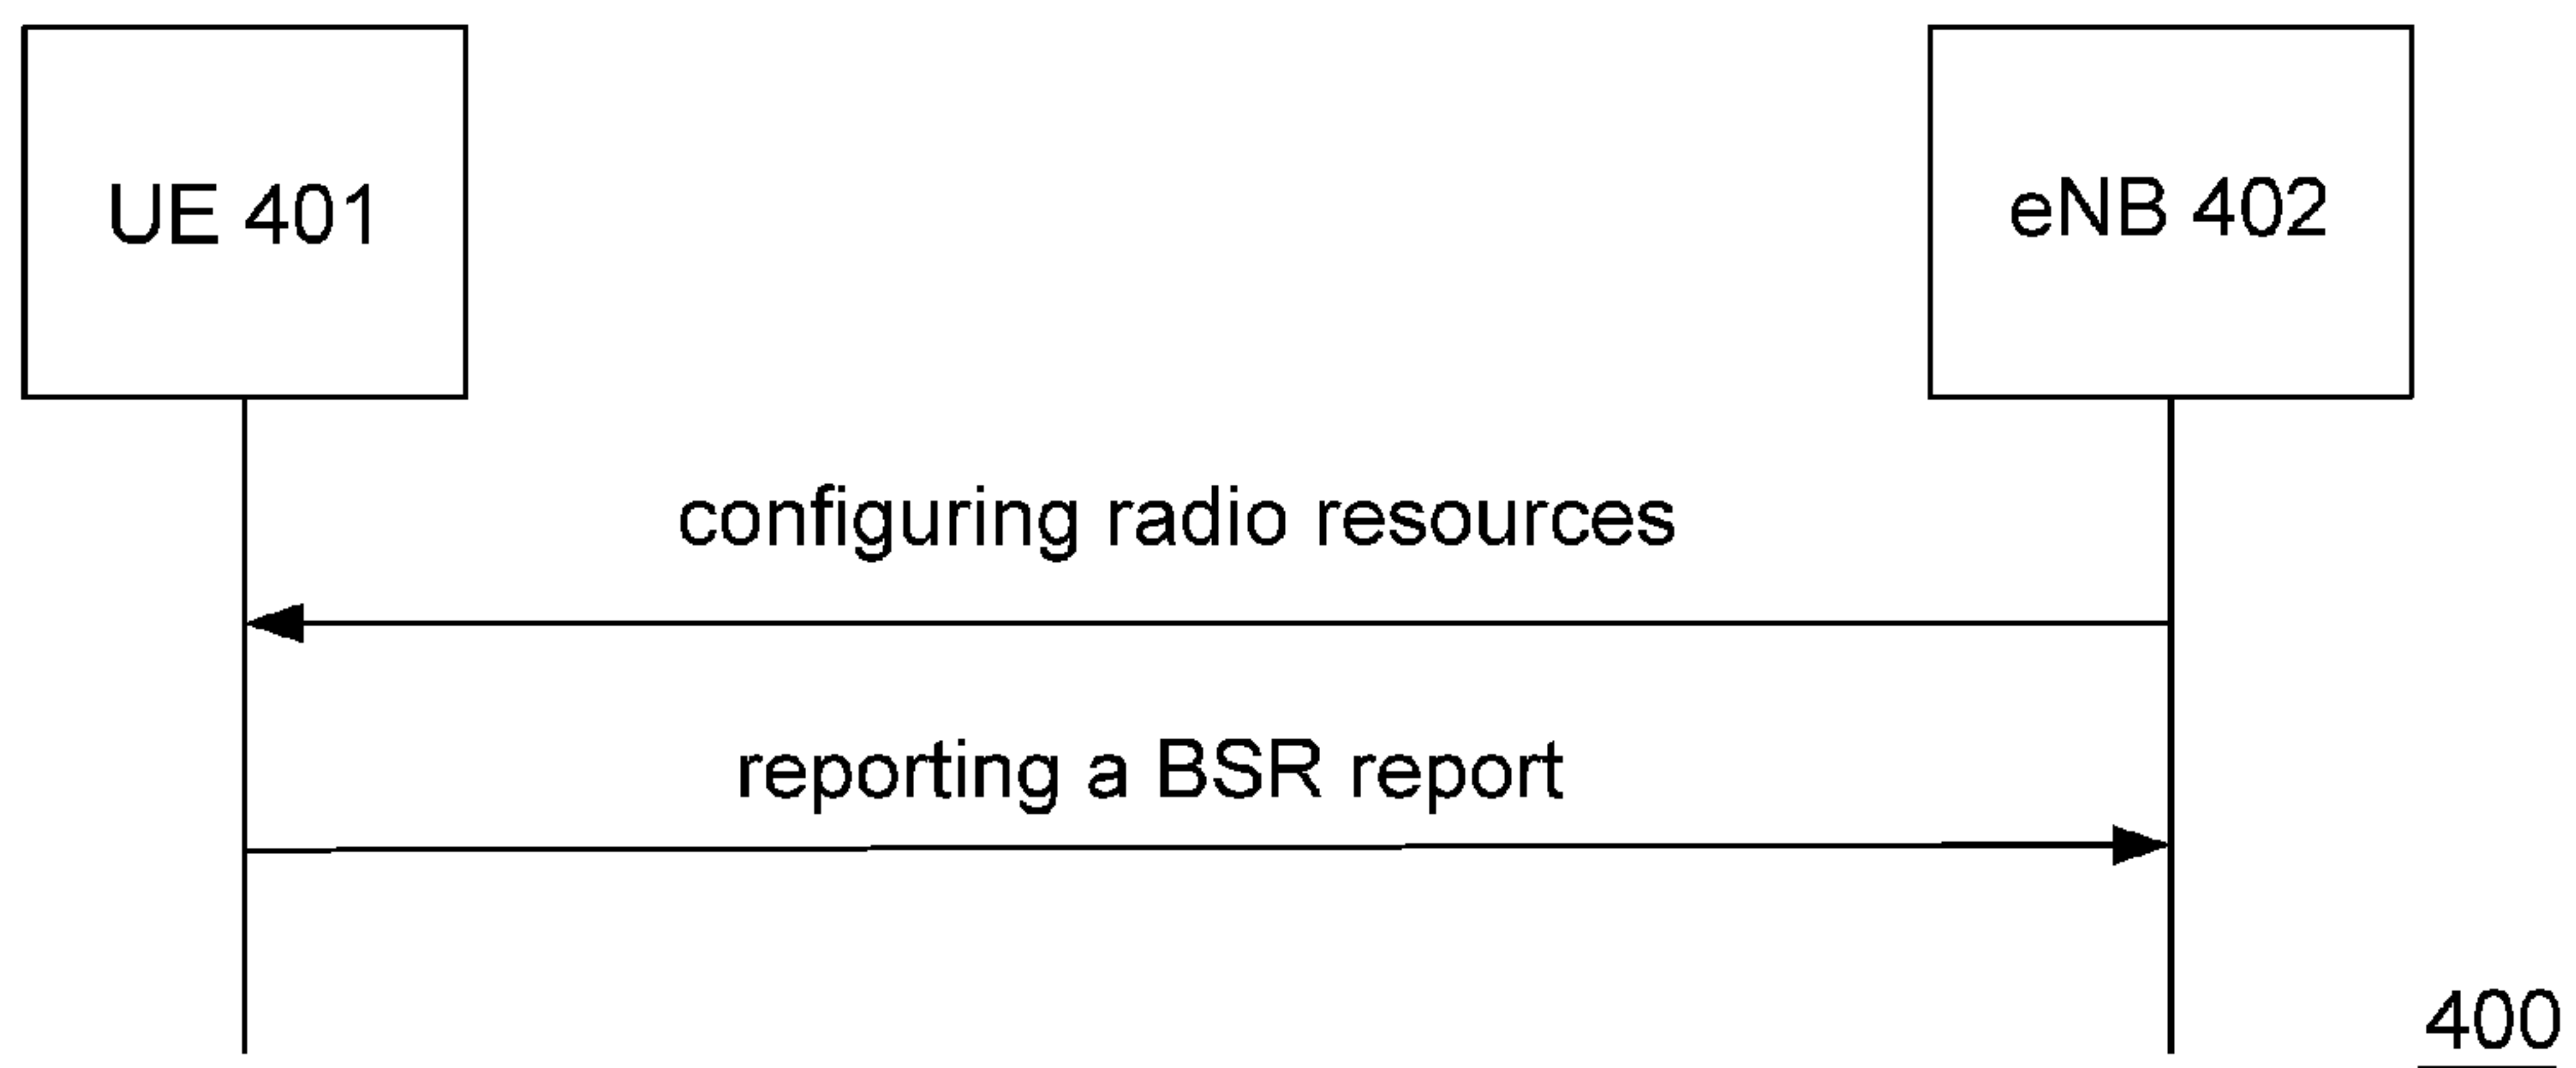 UE 401
eNB 402
configuring radio resources
reporting a BSR report
400